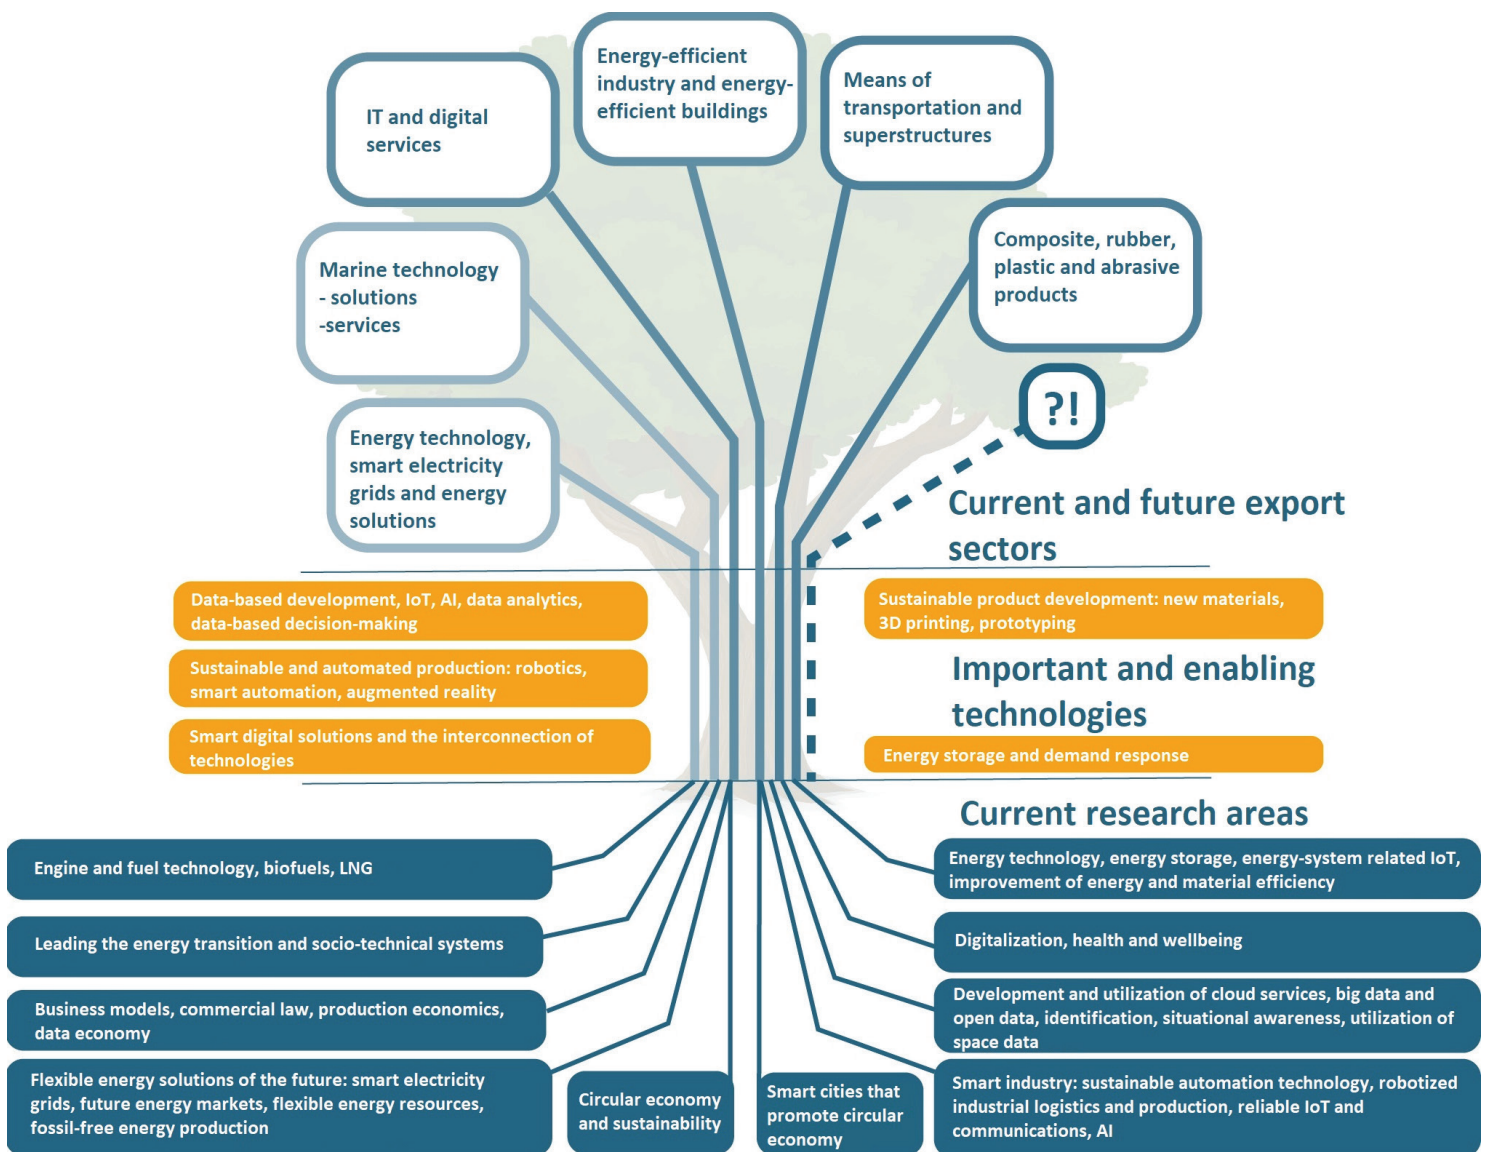 Energy-efficient
industry and energy-
efficient buildings
IT and digital
services
Means of
transportation and
superstructures
Marine technology
- solutions
-services
Composite, rubber,
plastic and abrasive
products
?!
Energy technology,
smart electricity
grids and energy
solutions
Current and future export
sectors
Data-based development, IoT, AI, data analytics,
data-based decision-making
Sustainable product development: new materials,
3D printing, prototyping
Sustainable and automated production: robotics,
smart automation, augmented reality
Important and enabling
technologies
Smart digital solutions and the interconnection of
technologies
Energy storage and demand response
Current research areas
Engine and fuel technology, biofuels, LNG
Leading the energy transition and socio-technical systems
Business models, commercial law, production economics,
data economy
Flexible energy solutions of the future: smart electricity
grids, future energy markets, flexible energy resources,
fossil-free energy production
Circular economy
and sustainability
Smart cities that
promote circular
economy
Energy technology, energy storage, energy-system related IoT,
improvement of energy and material efficiency
Digitalization, health and wellbeing
Development and utilization of cloud services, big data and
open data, identification, situational awareness, utilization of
space data
Smart industry: sustainable automation technology, robotized
industrial logistics and production, reliable IoT and
communications, AI